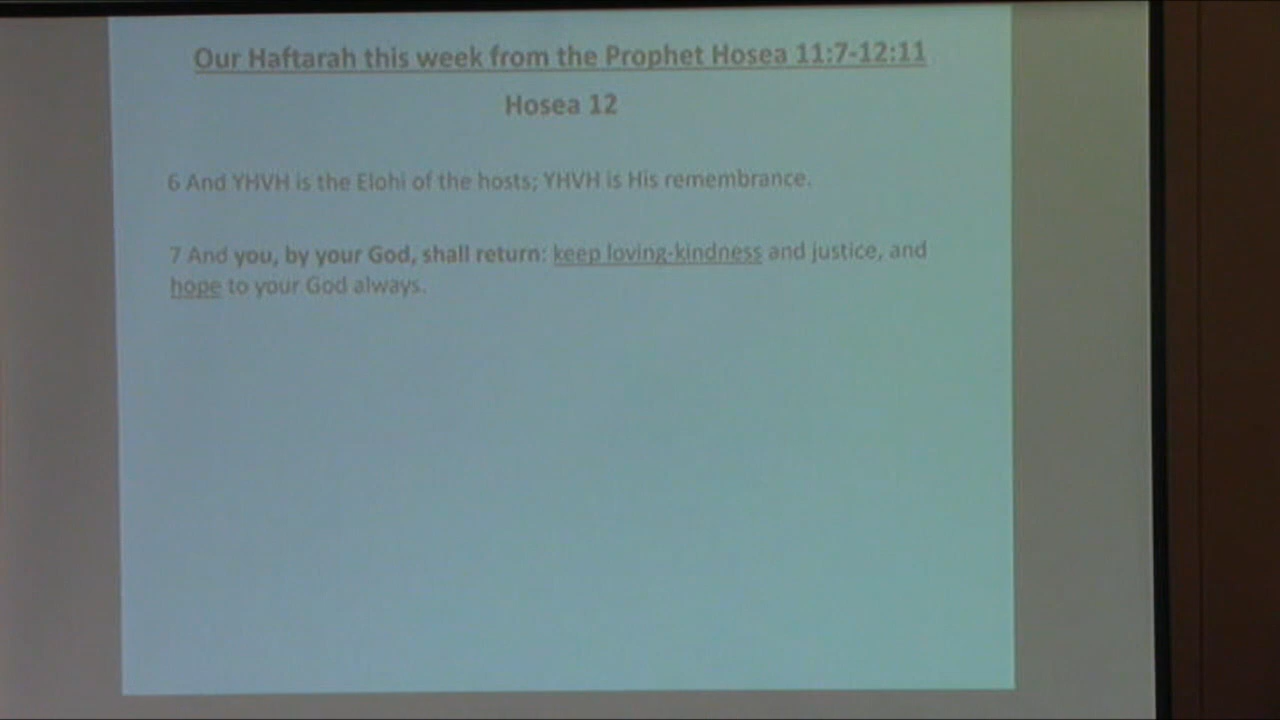 Our Haftarah this week from the Prophet Hosea 11:7-12:11
Hosea 12
6 And YHVH is the Elohi of the hosts; YHVH is His remembrance.
7 And you, by your God, shall return: keep loving-kindness and justice, and
hope to your God always.